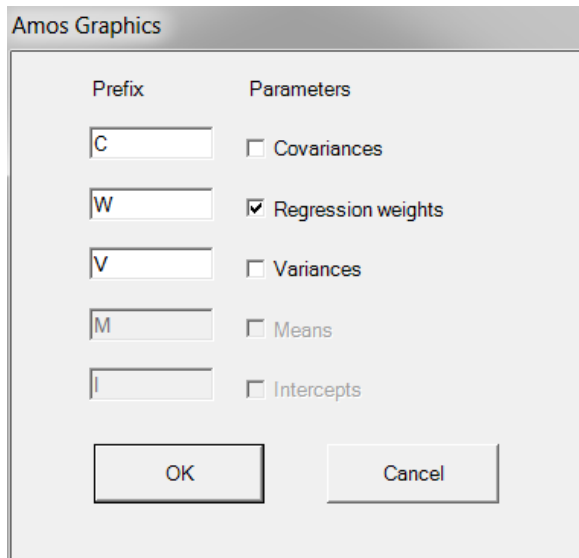 Amos Graphics
Prefix Parameters
C Covariances
W Regression weights
V Variances
M Means
I Intercepts
OK Cancel